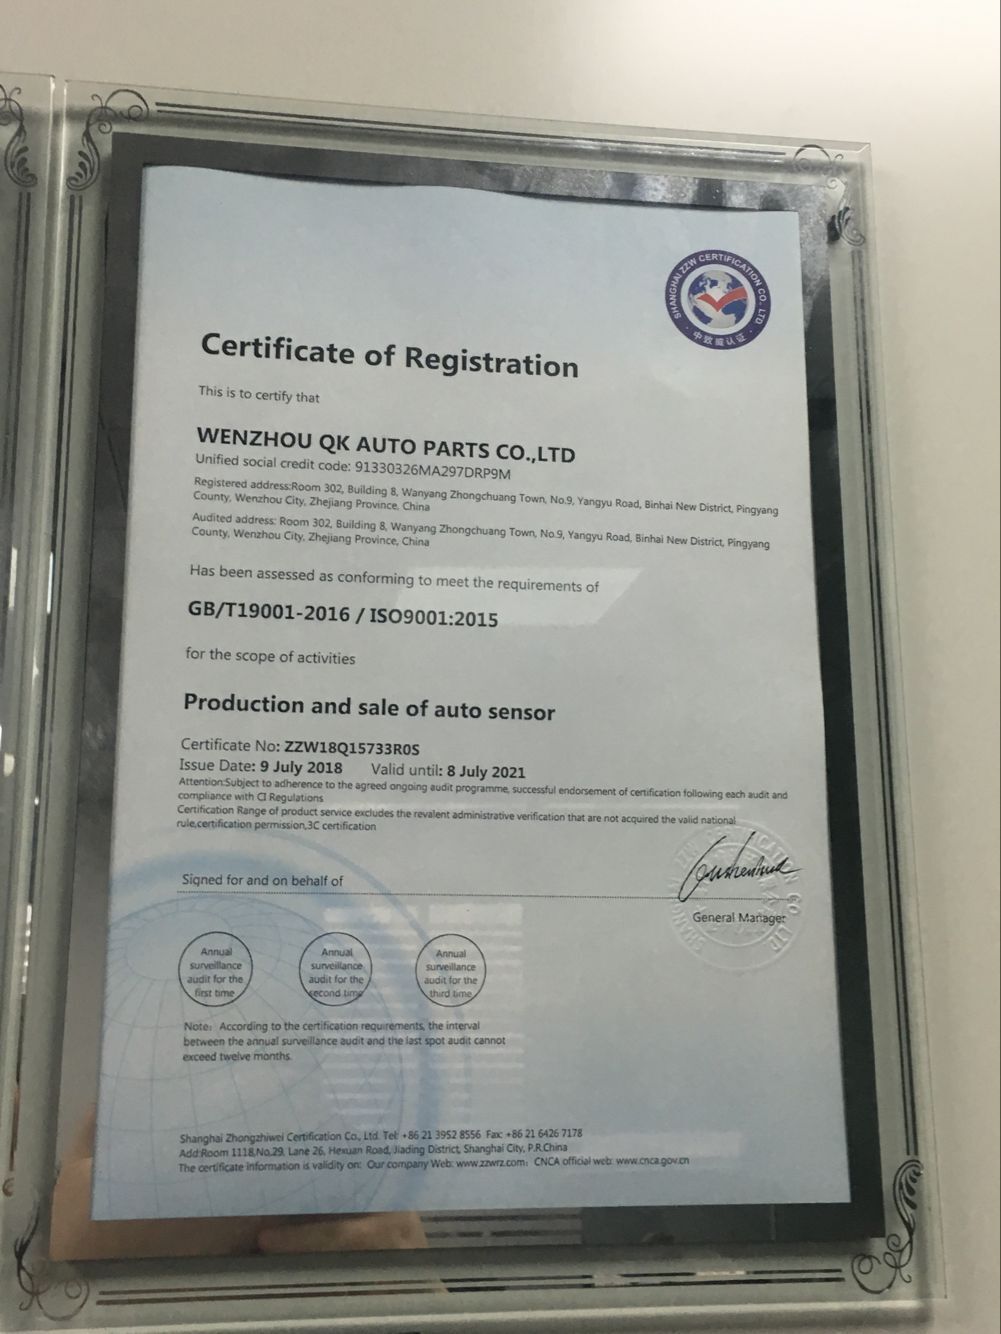 SHANGHAI ZZW CERTIFICATION CO., LTD
中致威认证
Certificate of Registration
This is to certify that
WENZHOU QK AUTO PARTS CO.,LTD
Unified social credit code: 91330326MA297DRP9M
Registered address:Room 302, Building 8, Wanyang Zhongchuang Town, No.9, Yangyu Road, Binhai New District, Pingyang
County, Wenzhou City, Zhejiang Province, China
Audited address: Room 302, Building 8, Wanyang Zhongchuang Town, No.9, Yangyu Road, Binhai New District, Pingyang
County, Wenzhou City, Zhejiang Province, China
Has been assessed as conforming to meet the requirements of
GB/T19001-2016 / ISO9001:2015
for the scope of activities
Production and sale of auto sensor
Certificate No: ZZW18Q15733R0S
Issue Date: 9 July 2018 Valid until: 8 July 2021
Attention:Subject to adherence to the agreed ongoing audit programme, successful endorsement of certification following each audit and
compliance with CI Regulations
Certification Range of product service excludes the revalent administrative verification that are not acquired the valid national
rule,certification permission,3C certification
Signed for and on behalf of
General Manager
Annual
surveillance
audit for the
first time
Annual
surveillance
audit for the
second time
Annual
surveillance
audit for the
third time
Note: According to the certification requirements, the interval
between the annual surveillance audit and the last spot audit cannot
exceed twelve months.
Shanghai Zhongzhiwei Certification Co., Ltd. Tel: +86 21 3952 8556 Fax: +86 21 6426 7178
Add:Room 1118,No.29, Lane 26, Hexuan Road, Jiading District, Shanghai City, P.R.China
The certificate information is validity on: Our company Web: www.zzwrz.com; CNCA official web: www.cnca.gov.cn